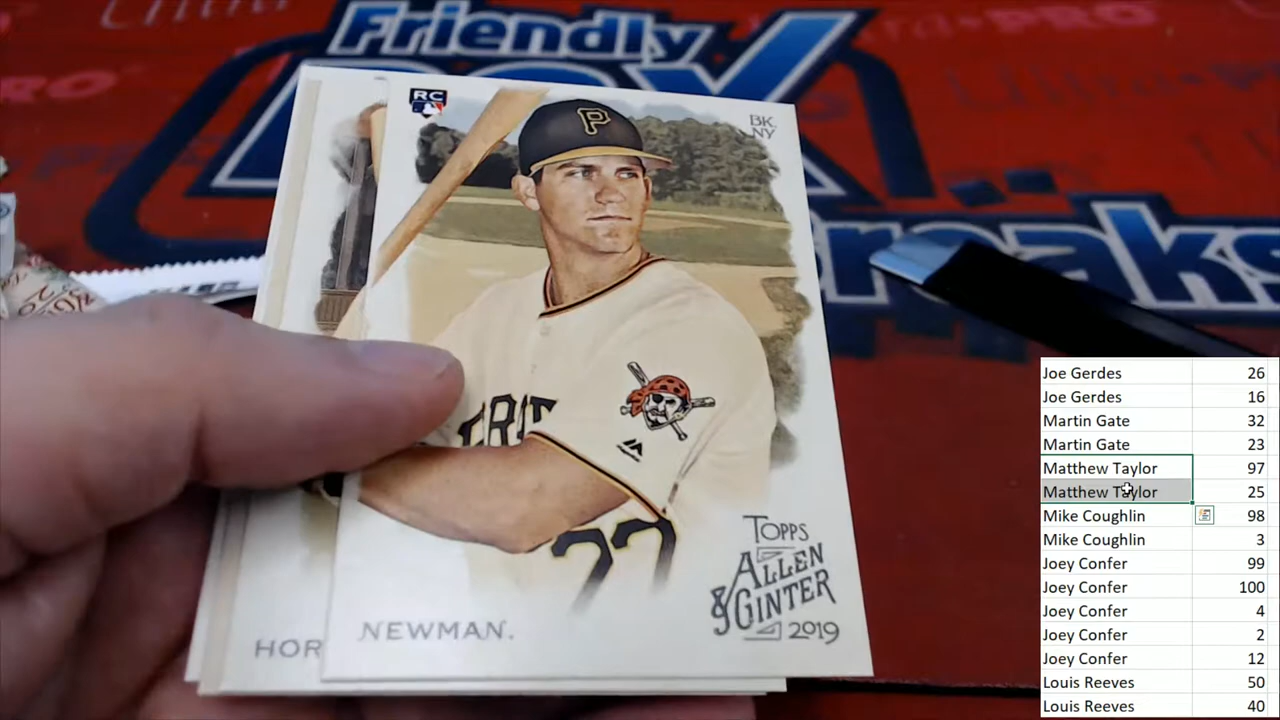 Friendly
BOX
Breaks
RC
P
BK
NY
NEWMAN.
HOR
TOPPS
ALLEN
& GINTER
2019
Joe Gerdes 26
Joe Gerdes 16
Martin Gate 32
Martin Gate 23
Matthew Taylor 97
Matthew Taylor 25
Mike Coughlin 98
Mike Coughlin 3
Joey Confer 99
Joey Confer 100
Joey Confer 4
Joey Confer 2
Joey Confer 12
Louis Reeves 50
Louis Reeves 40